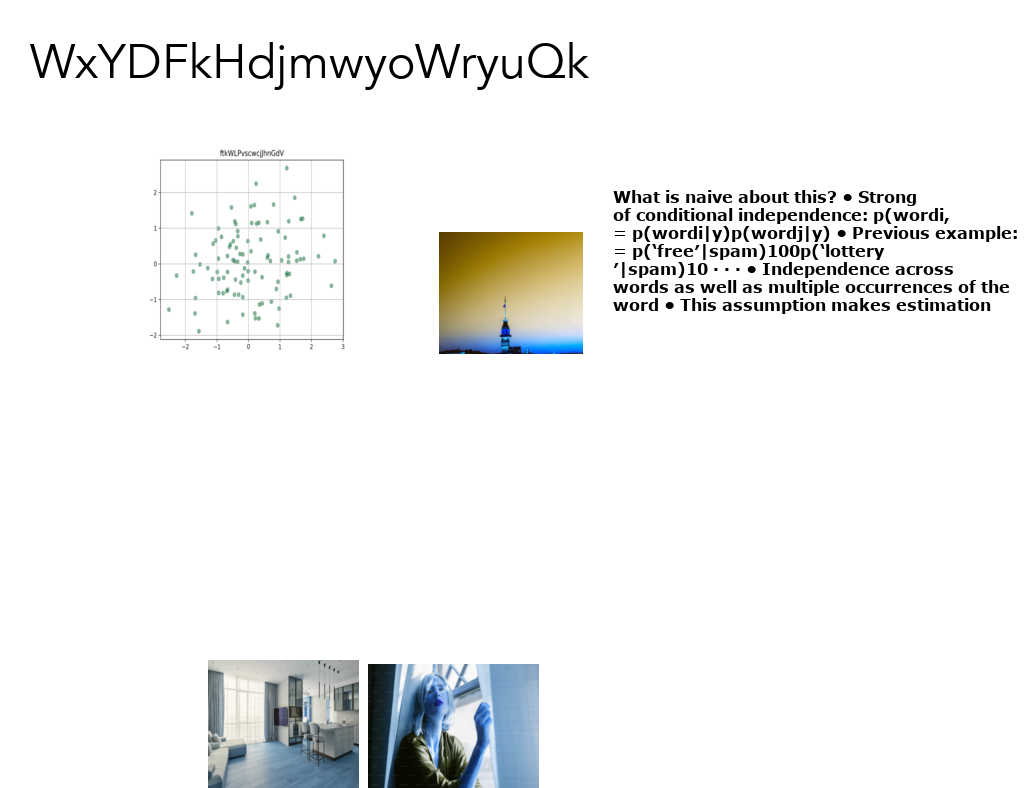 WxYDFkHdjmwyoWryuQk
ftkWLPvscwcjJhnGdV
2
1
0
−1
−2
−2 −1 0 1 2 3
What is naive about this? • Strong
of conditional independence: p(wordi,
= p(wordi|y)p(wordj|y) • Previous example:
= p(‘free’|spam)100p(‘lottery
’|spam)10 · · · • Independence across
words as well as multiple occurrences of the
word • This assumption makes estimation